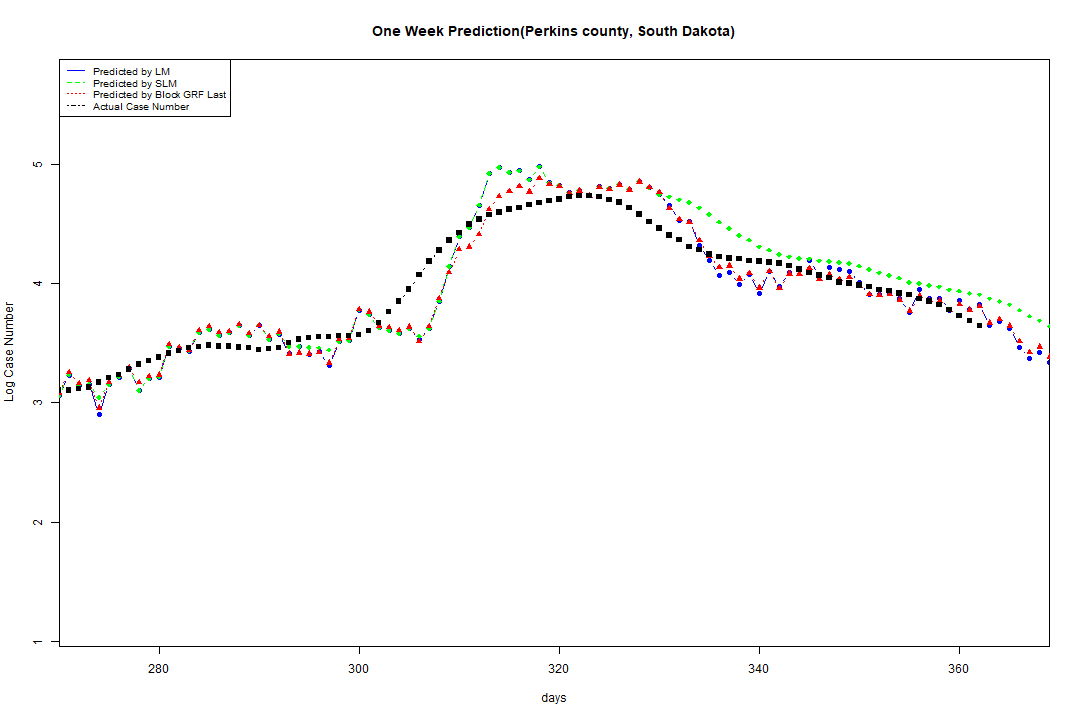 One Week Prediction(Perkins county, South Dakota)
Predicted by LM
Predicted by SLM
Predicted by Block GRF Last
Actual Case Number
5
4
3
2
1
Log Case Number
280 300 320 340 360
days